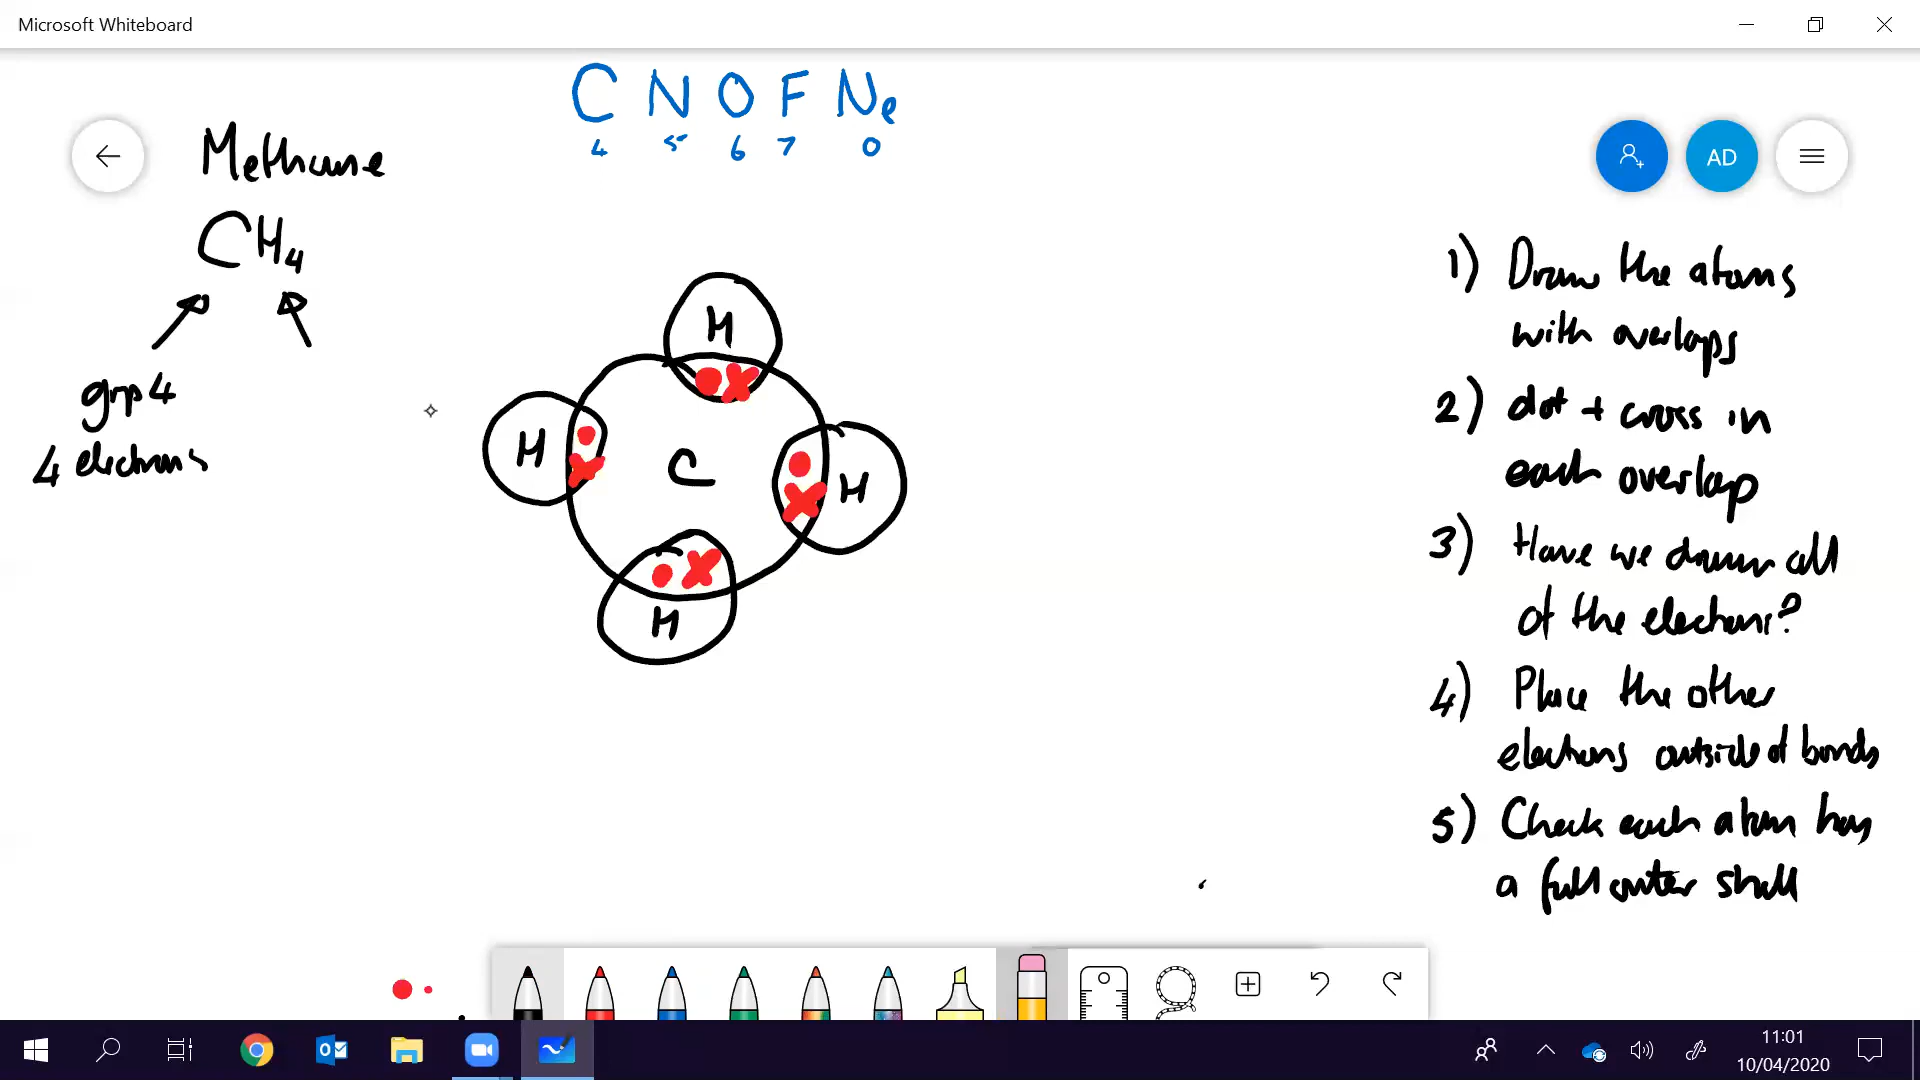 Microsoft Whiteboard
C N O F Ne
4 5 6 7 0
Methane
CH4
grp 4
4 electrons
AD
H
H
C
H
H
1) Draw the atoms
with overlaps
2) dot + cross in
each overlap
3) Have we drawn all
of the electrons?
4) Place the other
electrons outside of bonds
5) Check each atom has
a full outer shell
11:01
10/04/2020